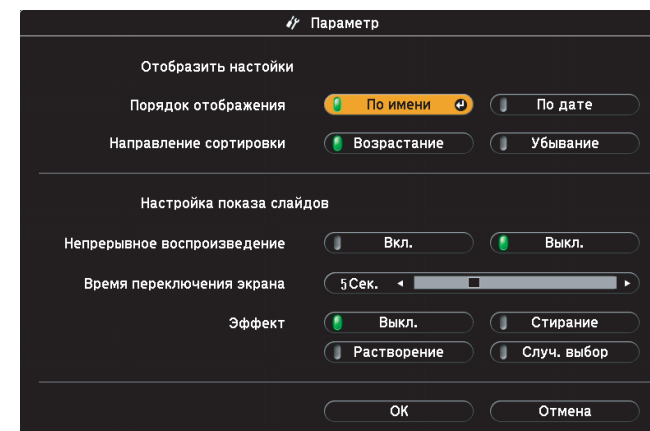 Параметр
Отобразить настойки
Порядок отображения По имени По дате
Направление сортировки Возрастание Убывание
Настройка показа слайдов
Непрерывное воспроизведение Вкл. Выкл.
Время переключения экрана 5Сек.
Эффект Выкл. Стирание
Растворение Случ. выбор
OK Отмена